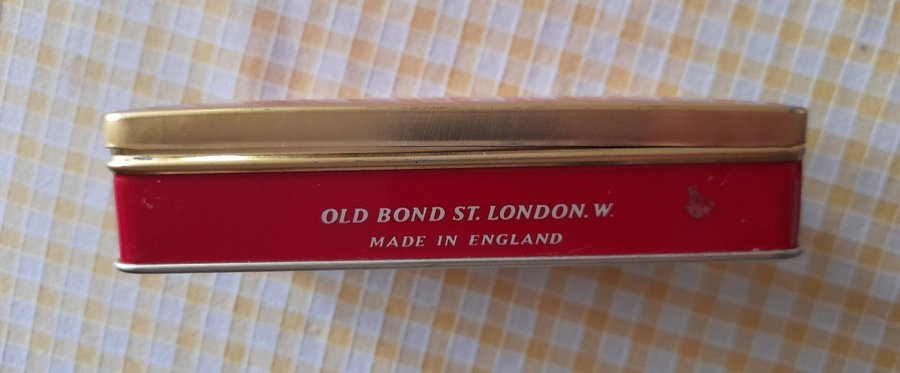 OLD BOND ST. LONDON. W.
MADE IN ENGLAND